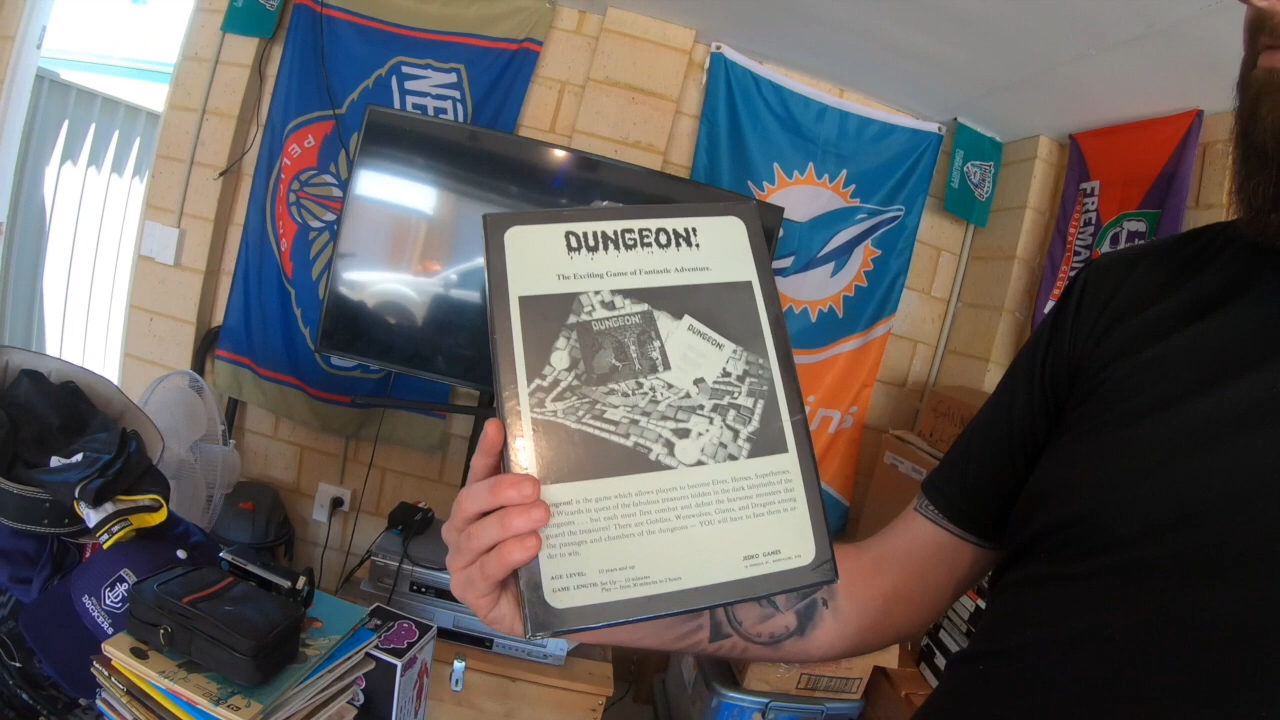 DUNGEON!
The Exciting Game of Fantastic Adventure.
DUNGEON!
DUNGEON!
is the game which allows players to become Elves, Heroes, Superheroes,
Wizards in quest of the fabulous treasures hidden in the dark labyrinths of the
dungeons . . . but each must first combat and defeat the fearsome monsters that
guard the treasures! There are Goblins, Werewolves, Giants, and Dragons among
the passages and chambers of the dungeons — YOU will have to face them in or
der to win.
AGE LEVEL: 10 years and up
GAME LENGTH: Set Up — 10 minutes
Play — from 30 minutes to 2 hours
JEDKO GAMES
NE
PELICANS
FREMA
FOOTBALL CLUB
DOCKERS